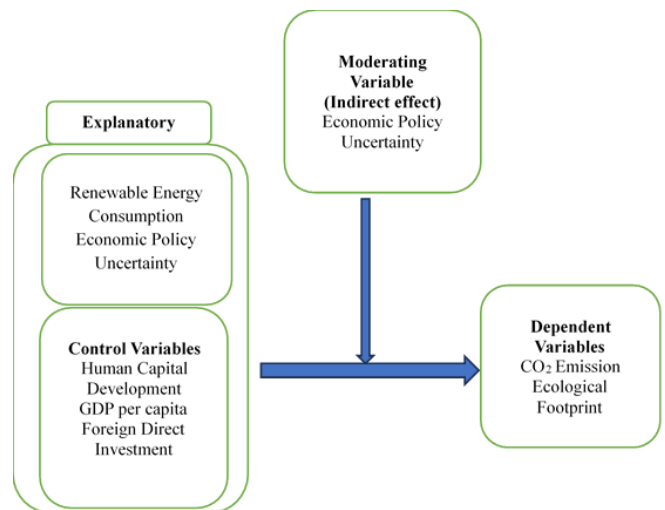 Explanatory
Renewable Energy
Consumption
Economic Policy
Uncertainty
Control Variables
Human Capital
Development
GDP per capita
Foreign Direct
Investment
Moderating
Variable
(Indirect effect)
Economic Policy
Uncertainty
Dependent
Variables
CO₂ Emission
Ecological
Footprint